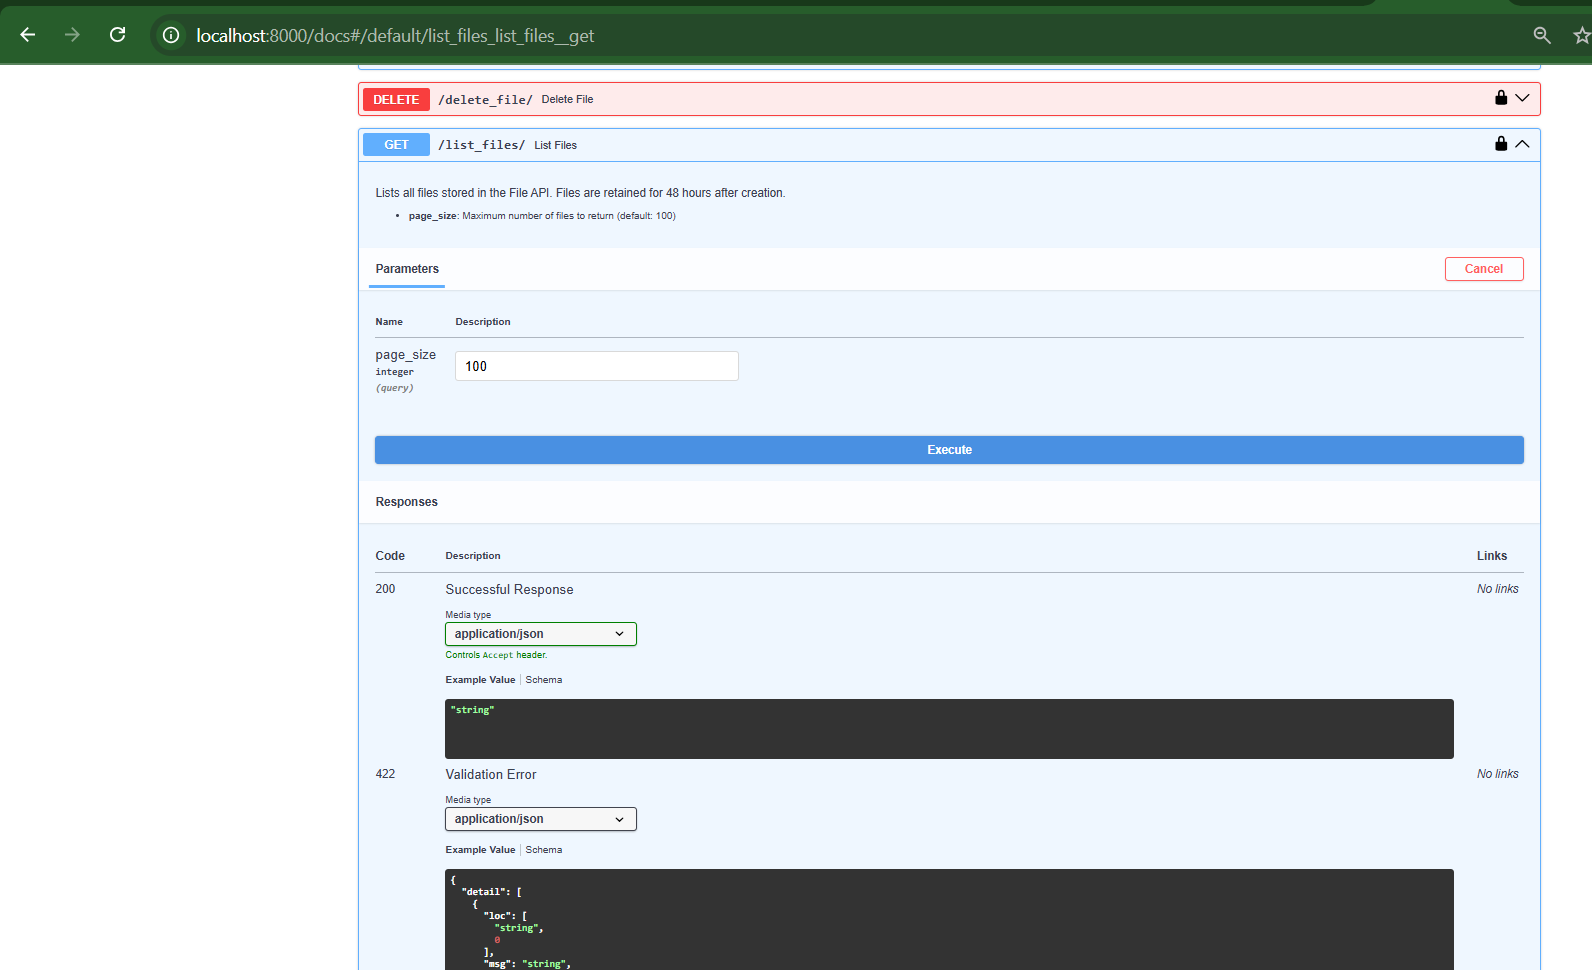 localhost:8000/docs#/default/list_files_list_files__get
DELETE /delete_file/ Delete File
GET /list_files/ List Files
Lists all files stored in the File API. Files are retained for 48 hours after creation.
• page_size: Maximum number of files to return (default: 100)
Parameters
Cancel
Name Description
page_size
integer
(query)
100
Execute
Responses
Code Description Links
200 Successful Response No links
Media type
application/json
Controls Accept header.
Example Value | Schema
"string"
422 Validation Error No links
Media type
application/json
Example Value | Schema
{
"detail": [
{
"loc": [
"string",
0
],
"msg": "string",